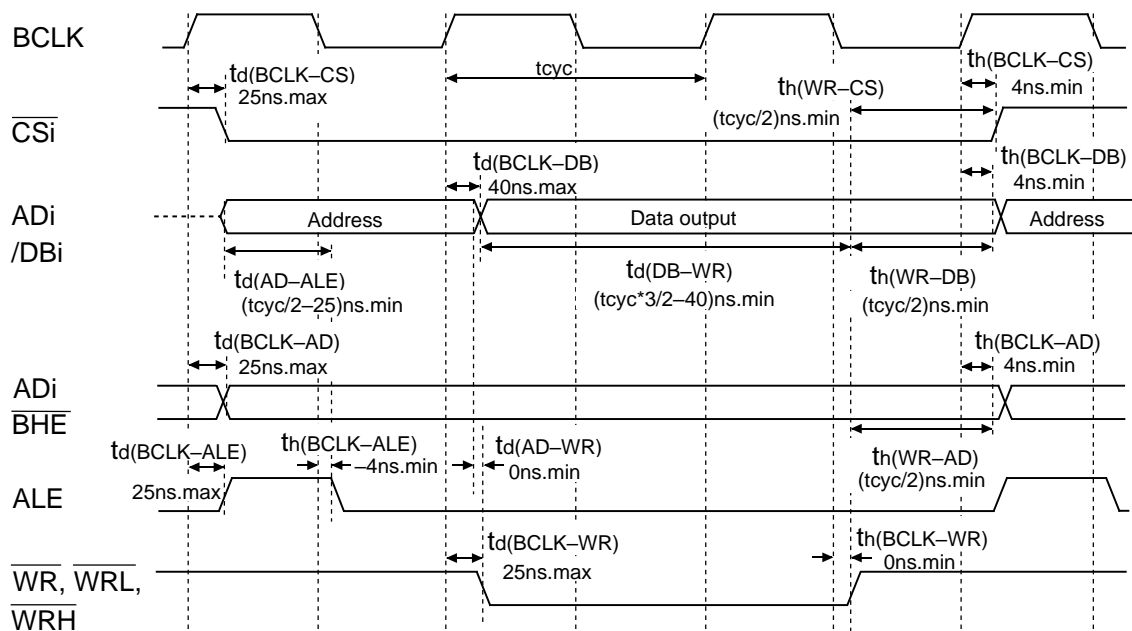 BCLK
td(BCLK–CS)
25ns.max
tcyc
th(BCLK–CS)
4ns.min
th(WR–CS)
(tcyc/2)ns.min
CSi
td(BCLK–DB)
40ns.max
th(BCLK–DB)
4ns.min
ADi
/DBi
Address
Data output
Address
td(AD–ALE)
(tcyc/2–25)ns.min
td(DB–WR)
(tcyc*3/2–40)ns.min
th(WR–DB)
(tcyc/2)ns.min
td(BCLK–AD)
25ns.max
th(BCLK–AD)
4ns.min
ADi
BHE
td(BCLK–ALE)
25ns.max
th(BCLK–ALE)
–4ns.min
td(AD–WR)
0ns.min
th(WR–AD)
(tcyc/2)ns.min
ALE
td(BCLK–WR)
25ns.max
th(BCLK–WR)
0ns.min
WR, WRL,
WRH